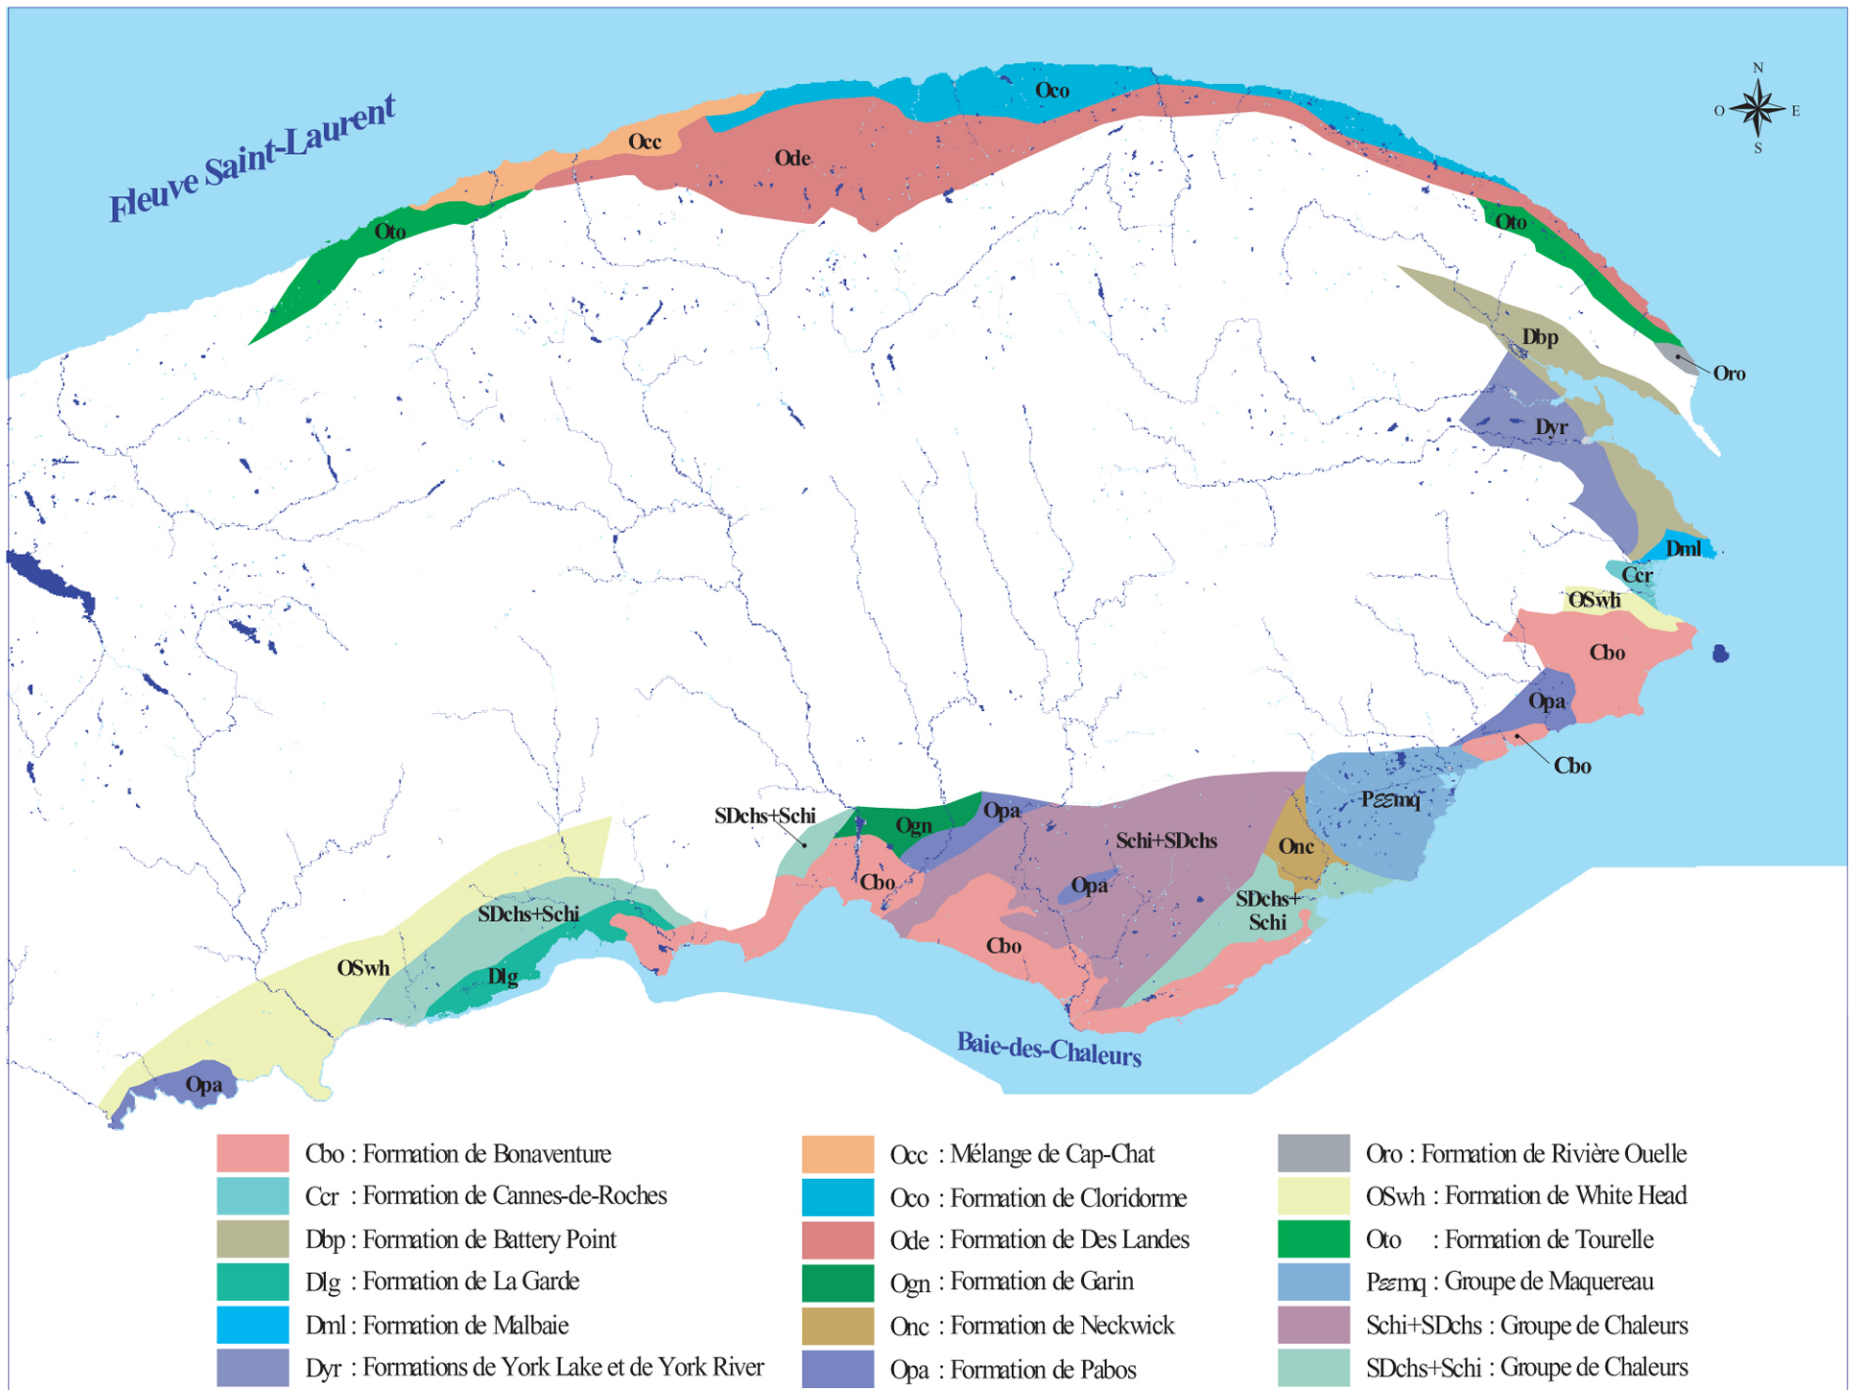 N
O E
S
Fleuve Saint-Laurent
Oco
Occ
Ode
Oto
Oto
Dbp
Oro
Dyr
Dml
Ccr
OSwh
Cbo
Opa
Cbo
Pƹƹmq
SDchs+Schi
Ogn
Opa
Schi+SDchs
Onc
Cbo
Opa
SDchs+
Schi
SDchs+Schi
Cbo
OSwh
Dlg
Baie-des-Chaleurs
Opa
Cbo : Formation de Bonaventure
Ccr : Formation de Cannes-de-Roches
Dbp : Formation de Battery Point
Dlg : Formation de La Garde
Dml : Formation de Malbaie
Dyr : Formations de York Lake et de York River
Occ : Mélange de Cap-Chat
Oco : Formation de Cloridorme
Ode : Formation de Des Landes
Ogn : Formation de Garin
Onc : Formation de Neckwick
Opa : Formation de Pabos
Oro : Formation de Rivière Ouelle
OSwh : Formation de White Head
Oto : Formation de Tourelle
Pƹƹmq : Groupe de Maquereau
Schi+SDchs : Groupe de Chaleurs
SDchs+Schi : Groupe de Chaleurs